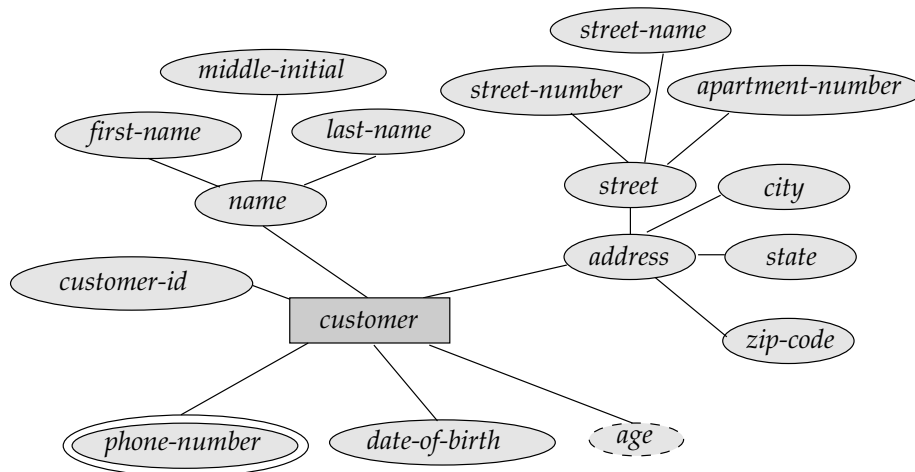 street-name
middle-initial
street-number
apartment-number
first-name
last-name
name
street
city
address
state
customer-id
customer
zip-code
phone-number
date-of-birth
age